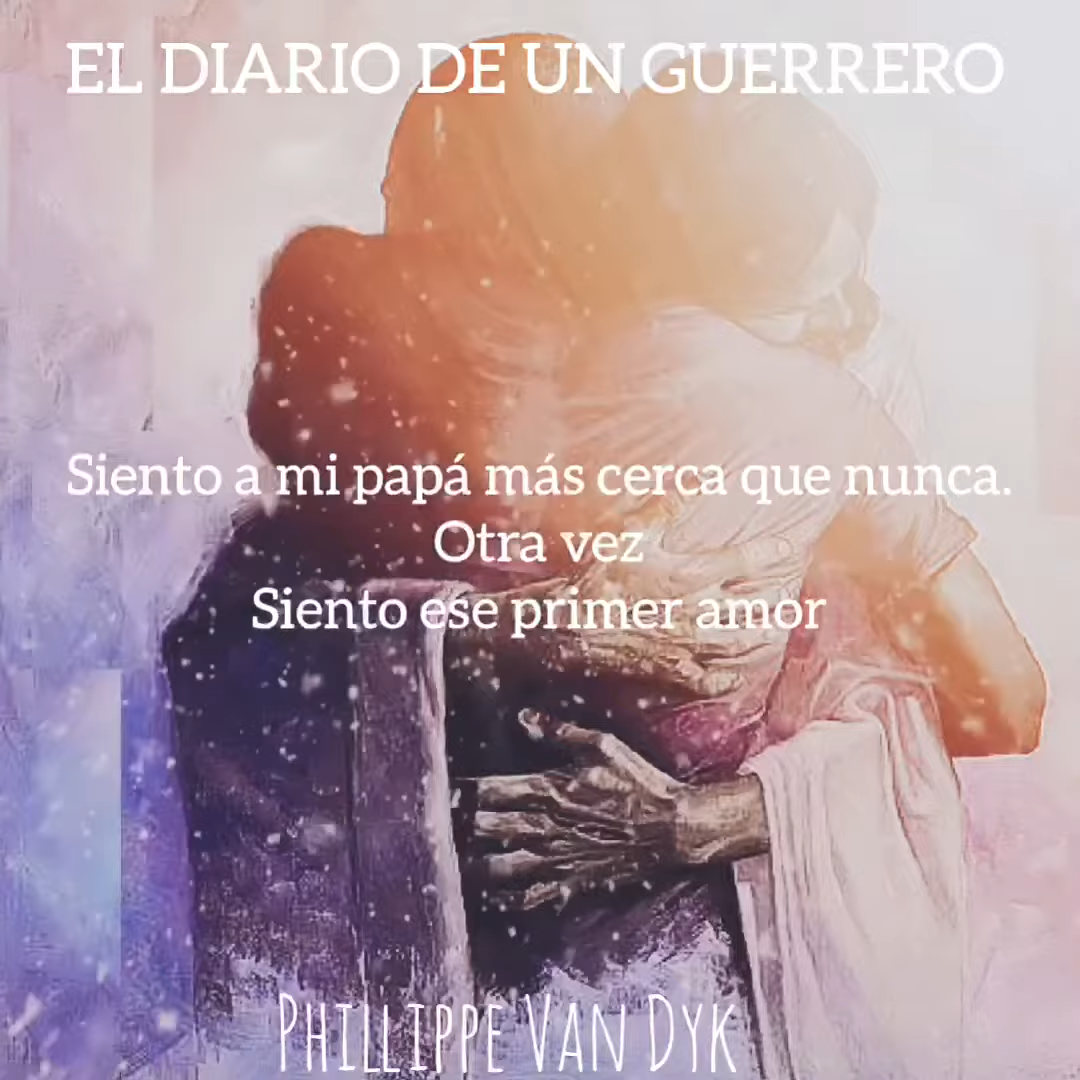 EL DIARIO DE UN GUERRERO
Siento a mi papá más cerca que nunca.
Otra vez
Siento ese primer amor
PHILLIPPE VAN DYK